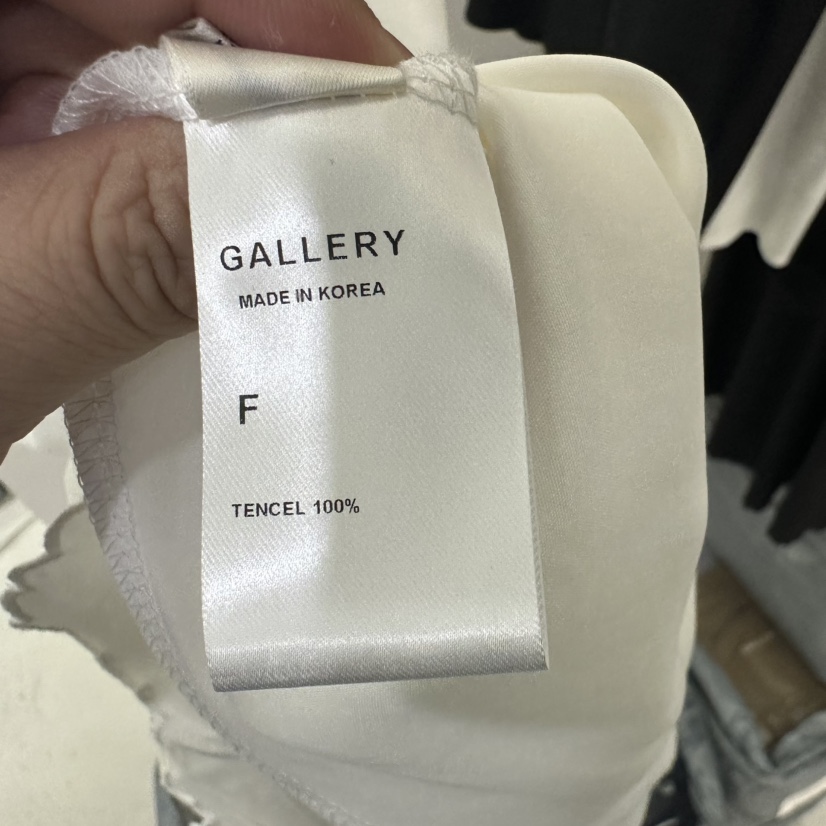 GALLERY
MADE IN KOREA
F
TENCEL 100%